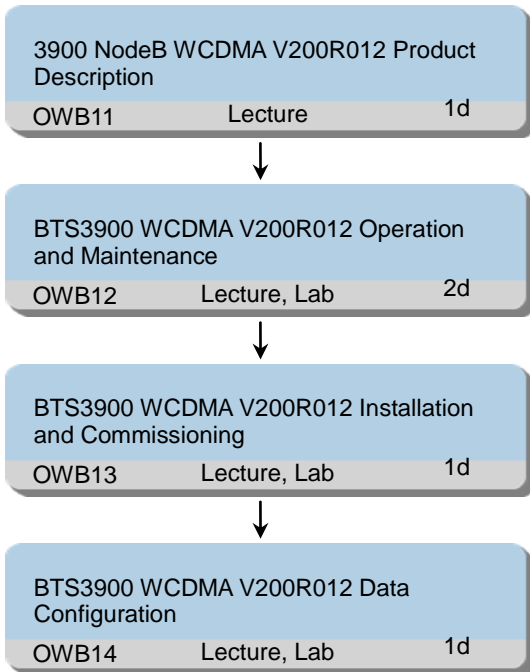 3900 NodeB WCDMA V200R012 Product
Description
OWB11 Lecture 1d
BTS3900 WCDMA V200R012 Operation
and Maintenance
OWB12 Lecture, Lab 2d
BTS3900 WCDMA V200R012 Installation
and Commissioning
OWB13 Lecture, Lab 1d
BTS3900 WCDMA V200R012 Data
Configuration
OWB14 Lecture, Lab 1d